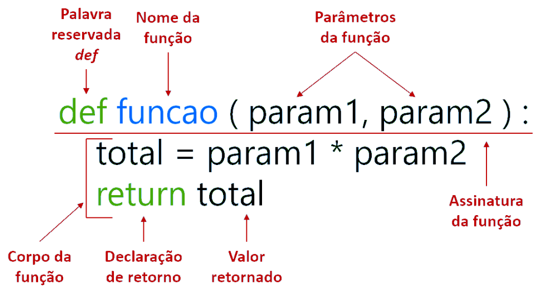 Palavra
reservada
def
Nome da
função
Parâmetros
da função
def funcao ( param1, param2 ) :
total = param1 * param2
return total
Assinatura
da função
Corpo da
função
Declaração
de retorno
Valor
retornado